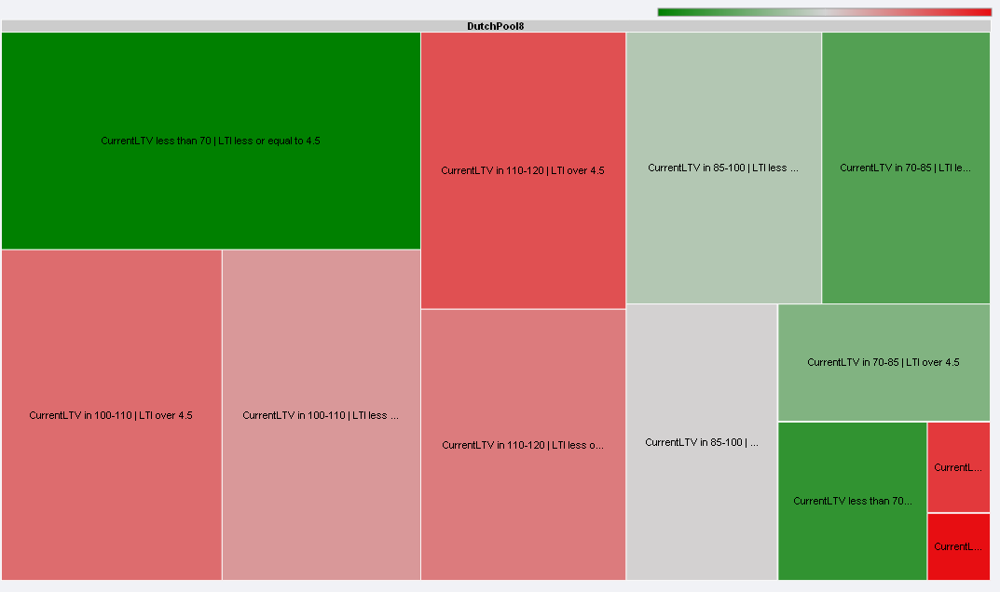 DutchPool8
CurrentLTV less than 70 | LTI less or equal to 4.5
CurrentLTV in 110-120 | LTI over 4.5
CurrentLTV in 85-100 | LTI less ...
CurrentLTV in 70-85 | LTI le...
CurrentLTV in 100-110 | LTI over 4.5
CurrentLTV in 100-110 | LTI less ...
CurrentLTV in 110-120 | LTI less o...
CurrentLTV in 85-100 | ...
CurrentLTV in 70-85 | LTI over 4.5
CurrentLTV less than 70...
CurrentL...
CurrentL...